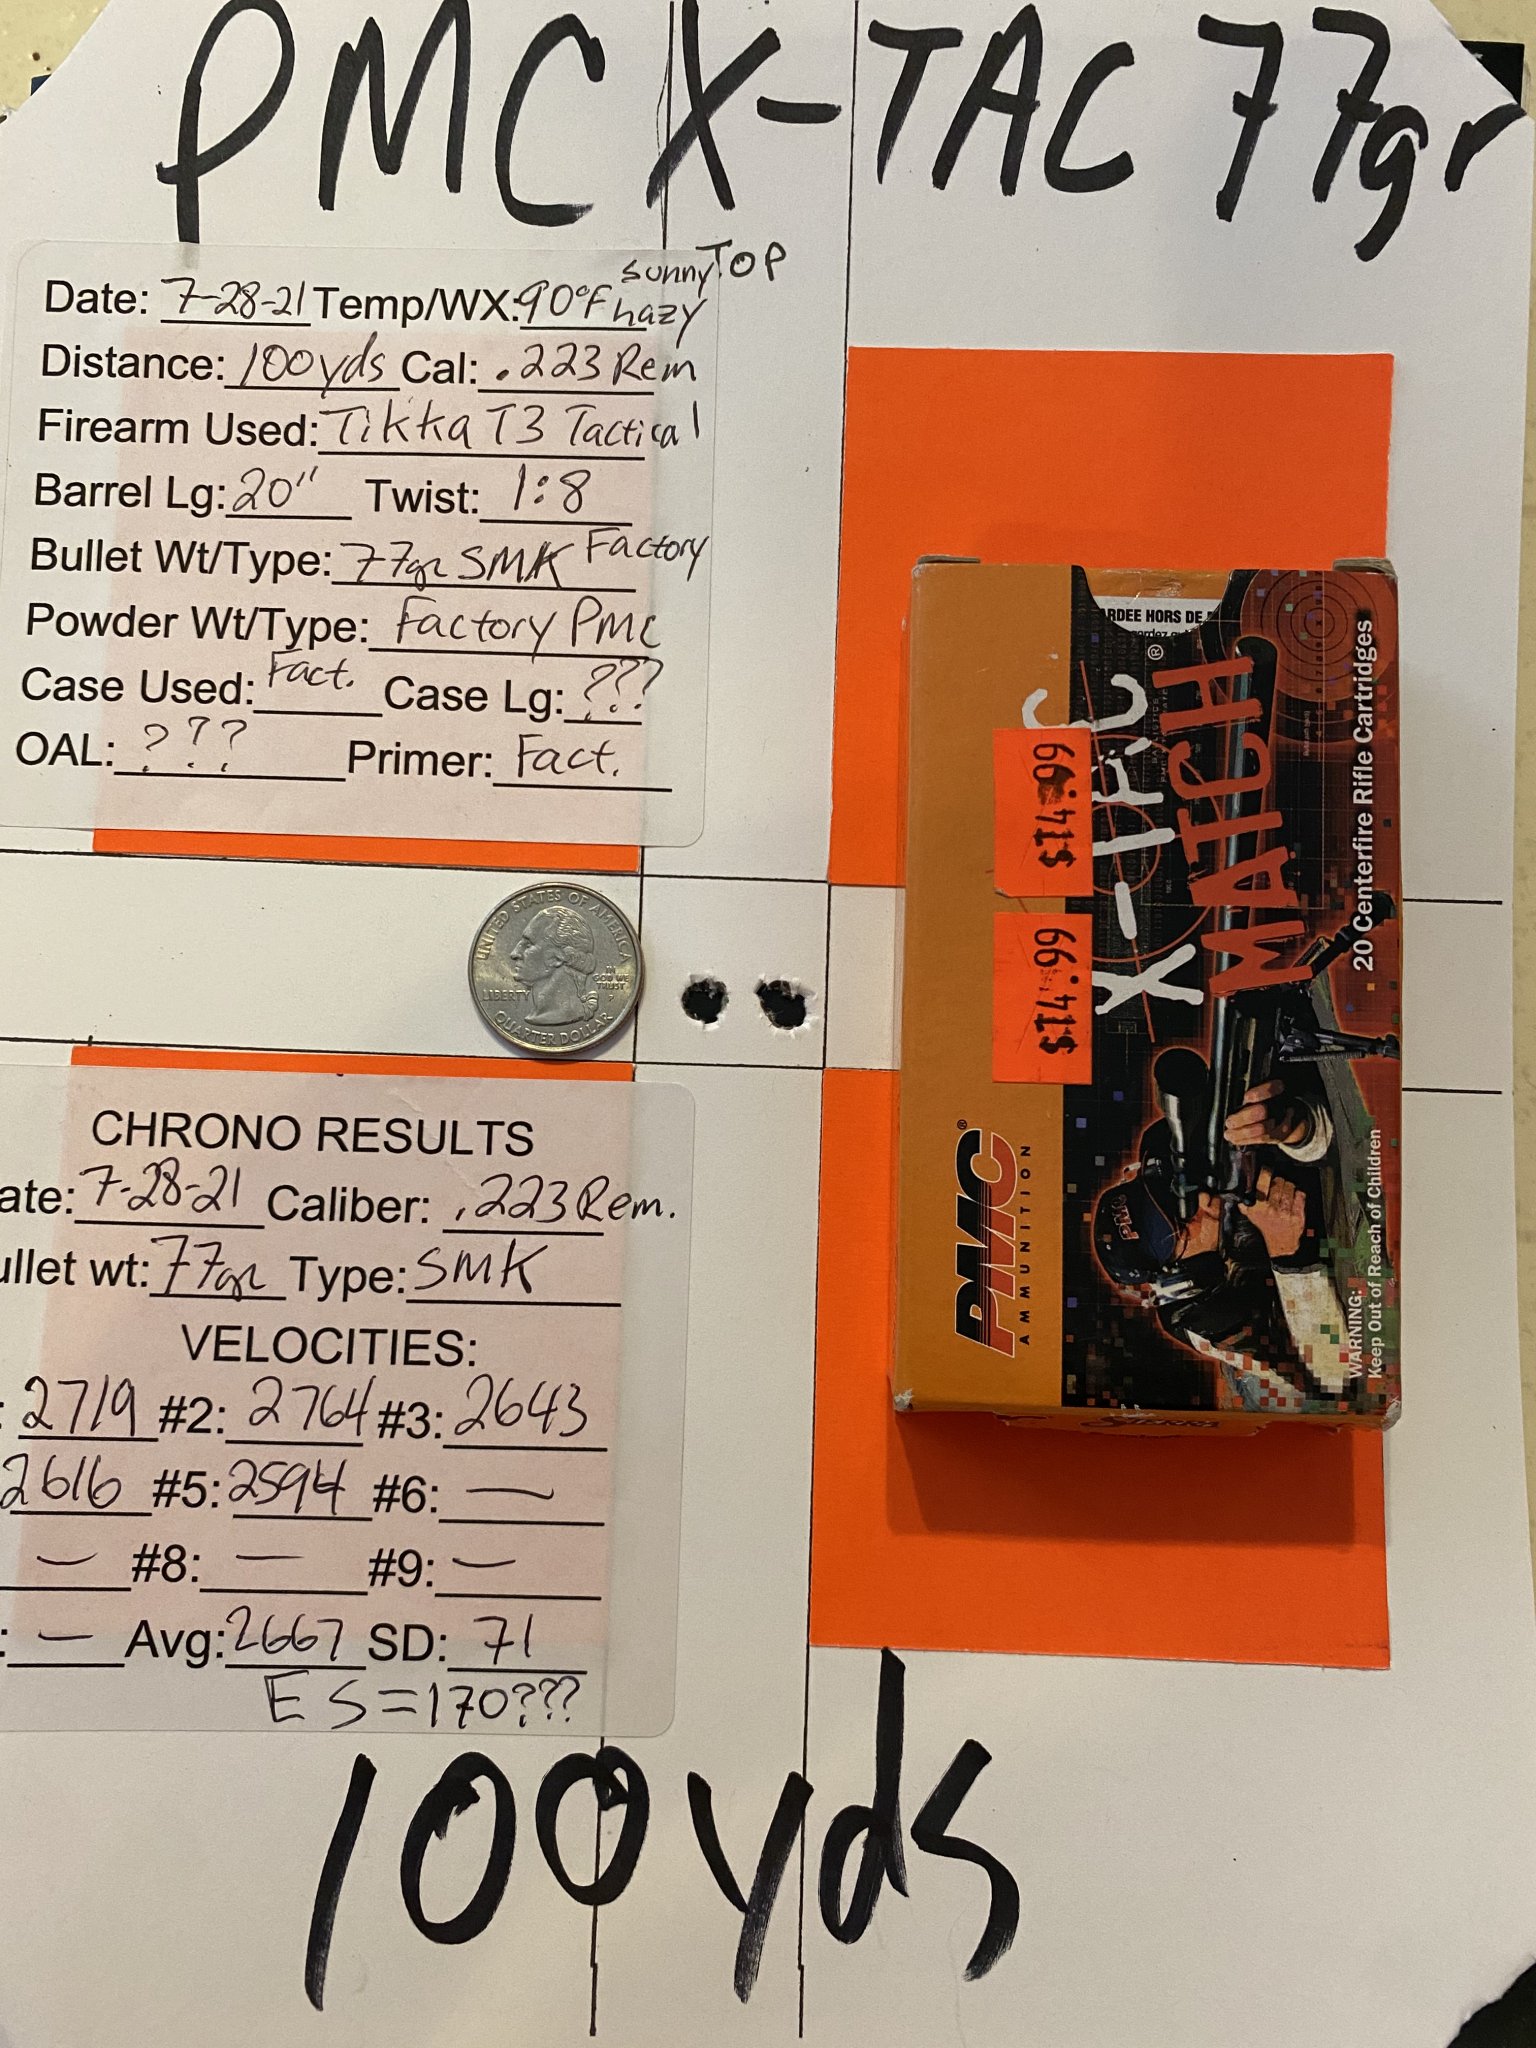 PMC X-TAC 77gr
TOP
Date: 7-28-21 Temp/WX: 90°F sunny hazy
Distance: 100yds Cal: .223 Rem
Firearm Used: Tikka T3 Tactical
Barrel Lg: 20" Twist: 1:8
Bullet Wt/Type: 77gr SMK Factory
Powder Wt/Type: Factory PMC
Case Used: Fact. Case Lg: ???
OAL: ??? Primer: Fact.
UNITED STATES OF AMERICA
LIBERTY
IN GOD WE TRUST
P
QUARTER DOLLAR
CHRONO RESULTS
ate: 7-28-21 Caliber: .223 Rem.
ullet wt: 77gr Type: SMK
VELOCITIES:
: 2719 #2: 2764 #3: 2643
2616 #5: 2594 #6: —
— #8: — #9: —
: — Avg: 2667 SD: 71
ES=170???
100yds
ARDEE HORS DE
X-TAC®
MATCH
20 Centerfire Rifle Cartridges
$14.99
$14.99
PMC®
AMMUNITION
PMC
WARNING:
Keep Out of Reach of Children
SIERRA